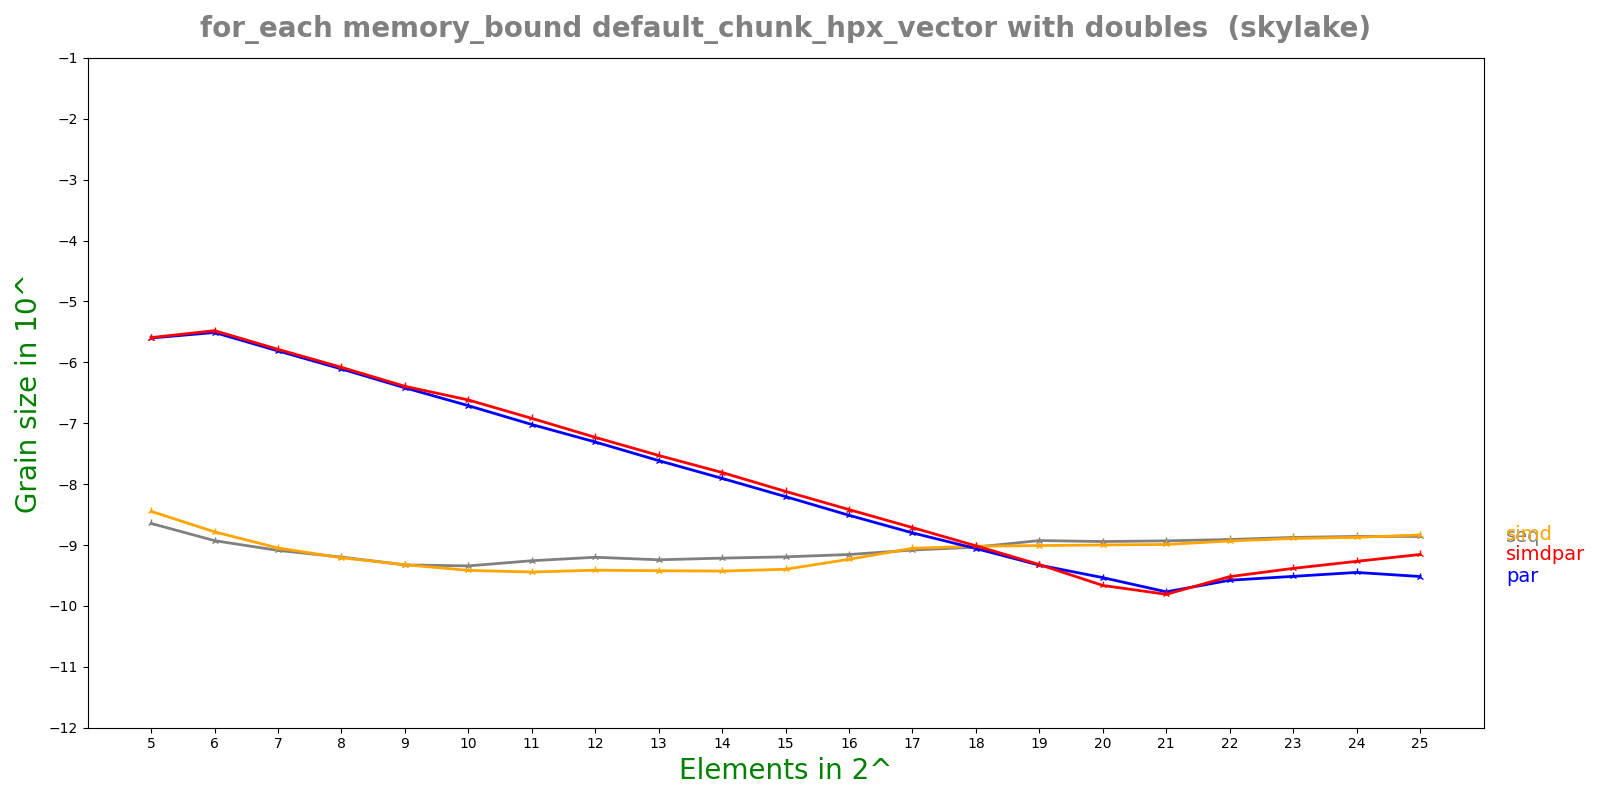 for_each memory_bound default_chunk_hpx_vector with doubles (skylake)
Grain size in 10^
−1
−2
−3
−4
−5
−6
−7
−8
−9
−10
−11
−12
simd
seq
simdpar
par
5 6 7 8 9 10 11 12 13 14 15 16 17 18 19 20 21 22 23 24 25
Elements in 2^